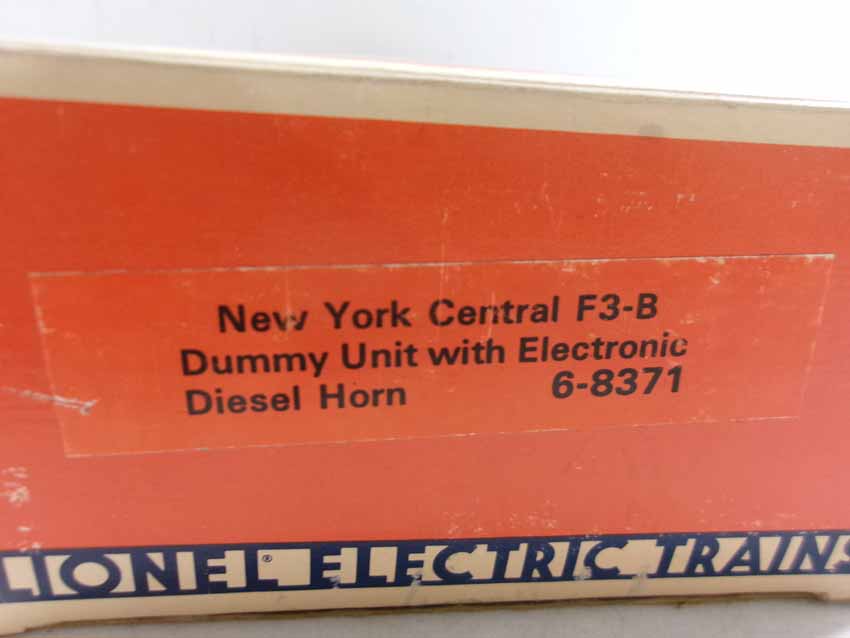 New York Central F3-B
Dummy Unit with Electronic
Diesel Horn 6-8371
LIONEL® ELECTRIC TRAINS